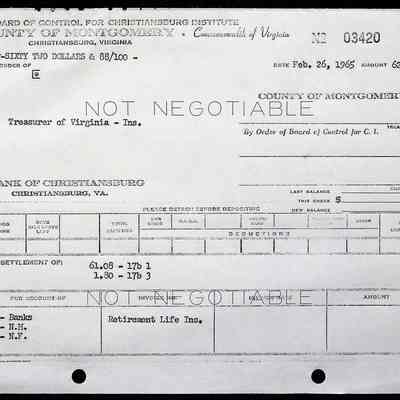 OARD OF CONTROL FOR CHRISTIANSBURG INSTITUTE
OUNTY OF MONTGOMERY • Commonwealth of Virginia No 03420
CHRISTIANSBURG, VIRGINIA
-SIXTY TWO DOLLARS & 88/100 -
ORDER OF DATE Feb. 26, 1965 AMOUNT 62
NOT NEGOTIABLE
COUNTY OF MONTGOMERY
Treasurer of Virginia - Ins.
By Order of Board of Control for C. I.
ANK OF CHRISTIANSBURG
CHRISTIANSBURG, VA.
LAST BALANCE
THIS CHECK $
NEW BALANCE
PLEASE DETACH BEFORE DEPOSITING
TOTAL
DEDUCTIONS
SETTLEMENT OF: 61.08 - 17b 1
1.80 - 17b 3
NOT NEGOTIABLE
FOR ACCOUNT OF INVOICE AMOUNT
- Banks Retirement Life Ins.
- N.H.
- N.F.